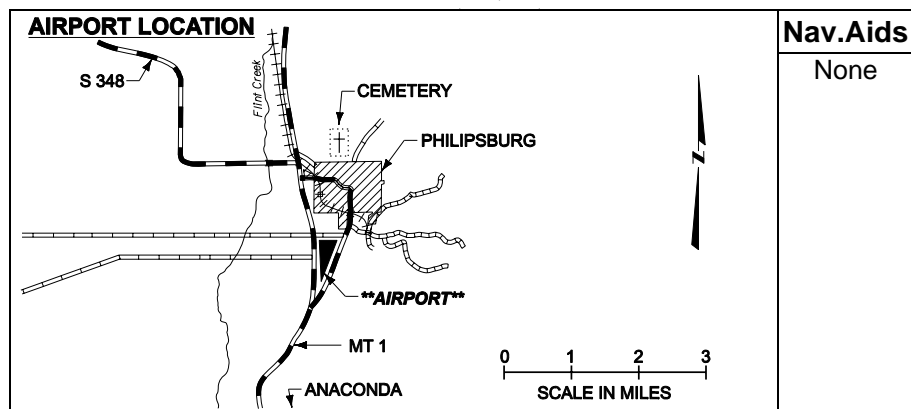 AIRPORT LOCATION
Nav.Aids
None
S 348
Flint Creek
CEMETERY
PHILIPSBURG
N
**AIRPORT**
MT 1
ANACONDA
0 1 2 3
SCALE IN MILES